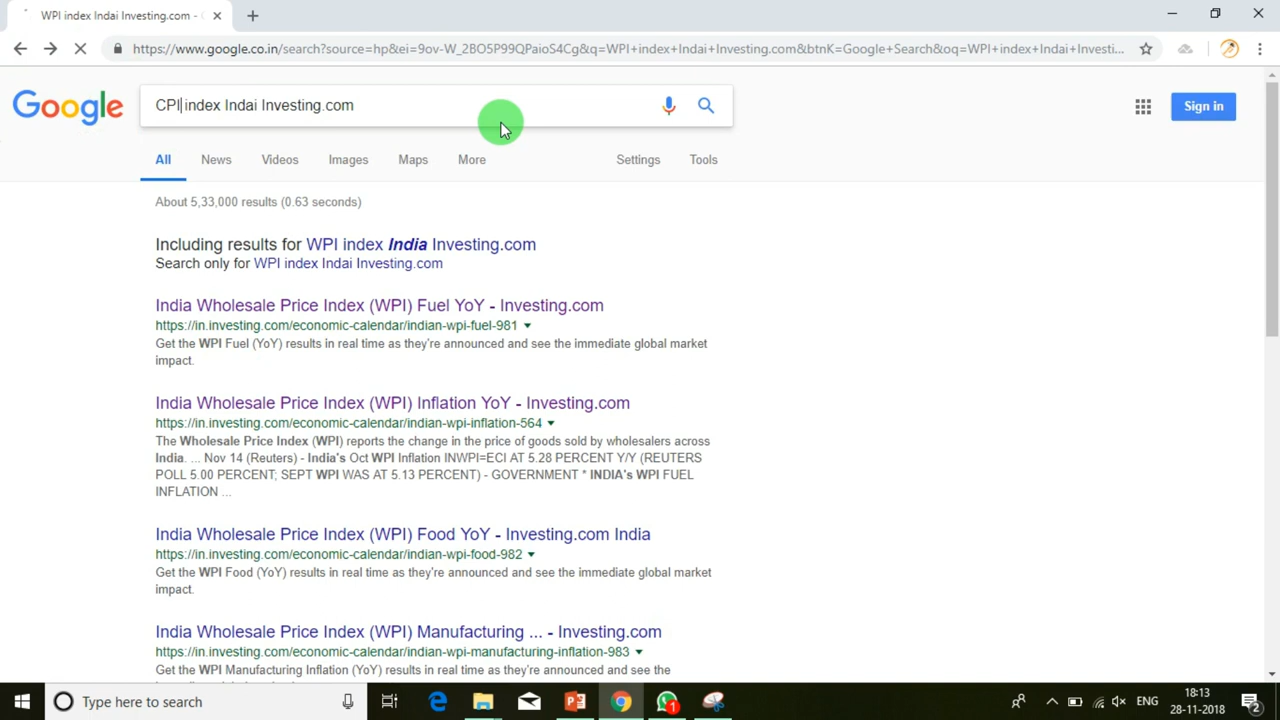 WPI index Indai Investing.com -
https://www.google.co.in/search?source=hp&ei=9ov-W_2BO5P99QPaioS4Cg&q=WPI+index+Indai+Investing.com&btnK=Google+Search&oq=WPI+index+Indai+Investi...
Google
CPI index Indai Investing.com
Sign in
All News Videos Images Maps More Settings Tools
About 5,33,000 results (0.63 seconds)
Including results for WPI index India Investing.com
Search only for WPI index Indai Investing.com
India Wholesale Price Index (WPI) Fuel YoY - Investing.com
https://in.investing.com/economic-calendar/indian-wpi-fuel-981
Get the WPI Fuel (YoY) results in real time as they're announced and see the immediate global market
impact.
India Wholesale Price Index (WPI) Inflation YoY - Investing.com
https://in.investing.com/economic-calendar/indian-wpi-inflation-564
The Wholesale Price Index (WPI) reports the change in the price of goods sold by wholesalers across
India. ... Nov 14 (Reuters) - India's Oct WPI Inflation INWPI=ECI AT 5.28 PERCENT Y/Y (REUTERS
POLL 5.00 PERCENT; SEPT WPI WAS AT 5.13 PERCENT) - GOVERNMENT * INDIA's WPI FUEL
INFLATION ...
India Wholesale Price Index (WPI) Food YoY - Investing.com India
https://in.investing.com/economic-calendar/indian-wpi-food-982
Get the WPI Food (YoY) results in real time as they're announced and see the immediate global market
impact.
India Wholesale Price Index (WPI) Manufacturing ... - Investing.com
https://in.investing.com/economic-calendar/indian-wpi-manufacturing-inflation-983
Get the WPI Manufacturing Inflation (YoY) results in real time as they're announced and see the
Type here to search
1
ENG
18:13
28-11-2018
2